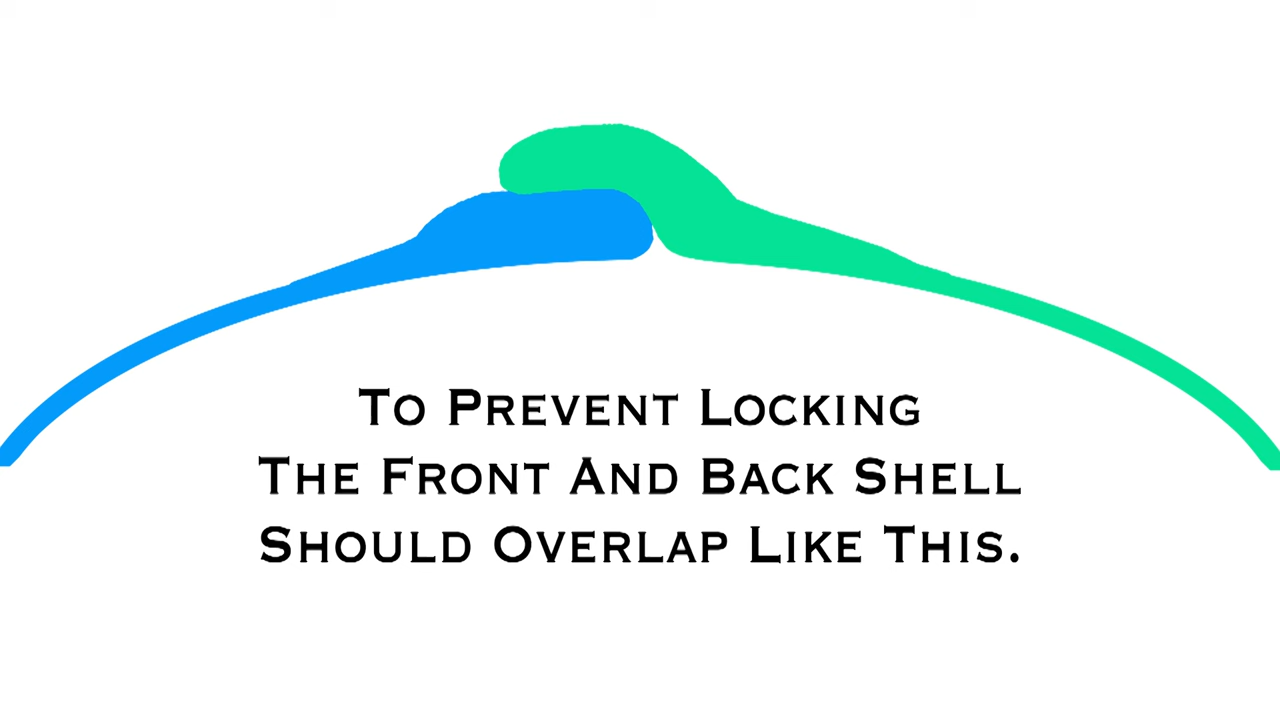 To Prevent Locking
The Front And Back Shell
Should Overlap Like This.